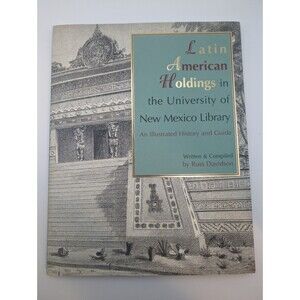 Latin
American
Holdings in
the University of
New Mexico Library
An Illustrated History and Guide
Written & Compiled
by Russ Davidson